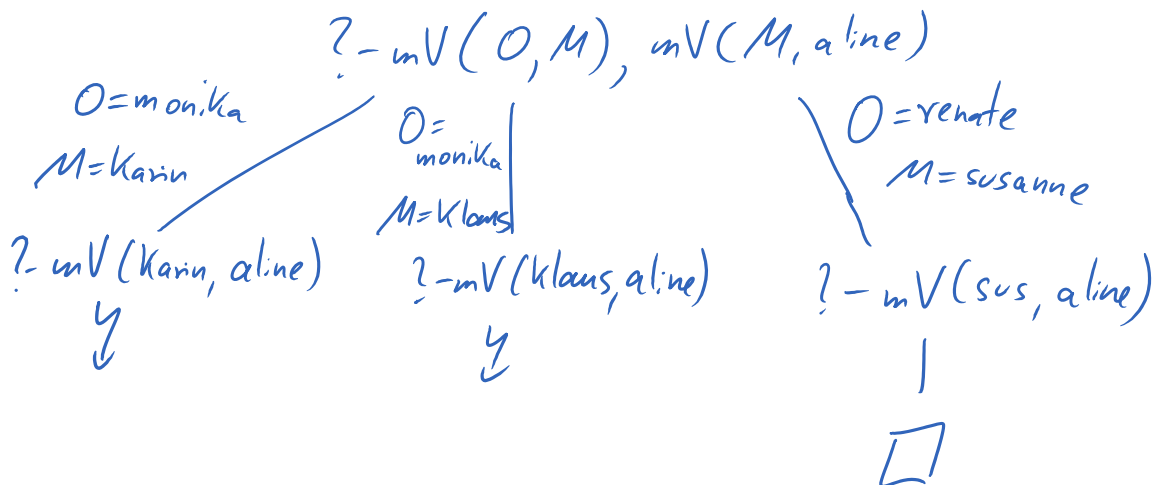 ?- mV(O,M), mV(M, aline)
O=monika
M=Karin
O=
monika
M=Klaus
O=renate
M=susanne
?- mV(Karin, aline)
?-mV(klaus,aline)
?-mV(sus, aline)